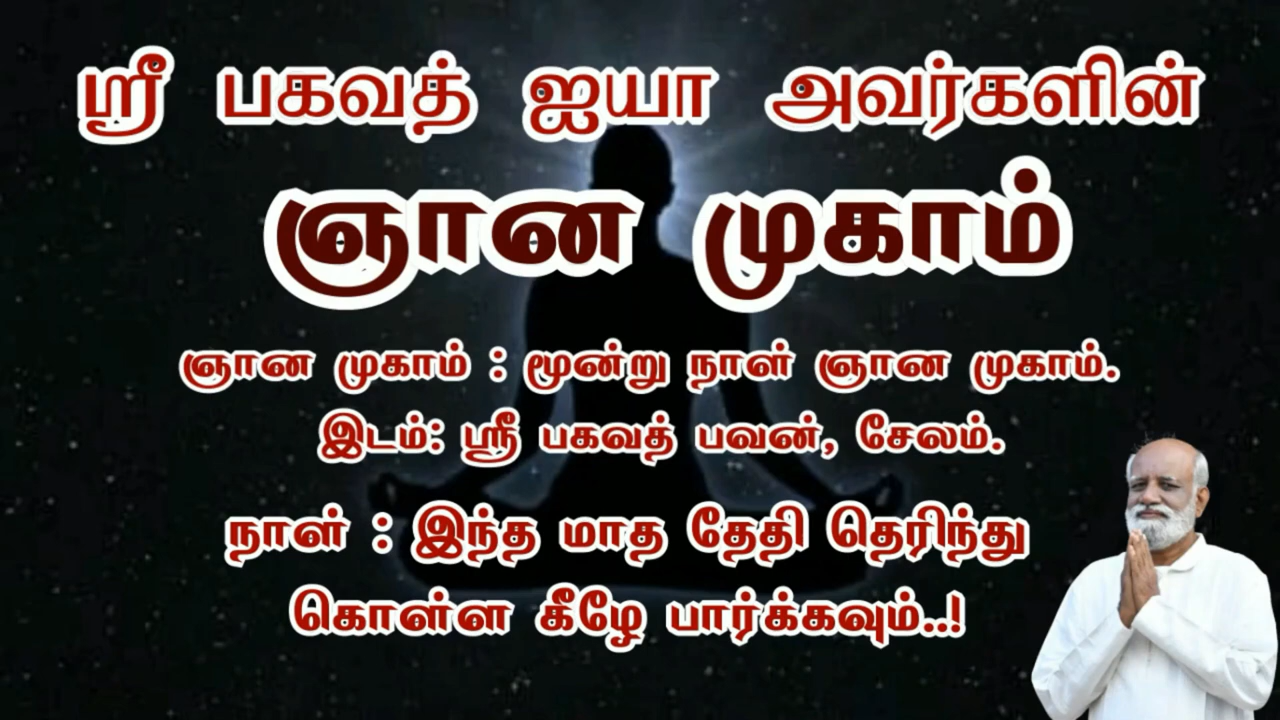 ஸ்ரீ பகவத் ஐயா அவர்களின்
ஞான முகாம்
ஞான முகாம் : மூன்று நாள் ஞான முகாம்.
இடம்: ஸ்ரீ பகவத் பவன், சேலம்.
நாள் : இந்த மாத தேதி தெரிந்து
கொள்ள கீழே பார்க்கவும்..!